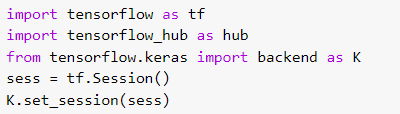 import tensorflow as tf
import tensorflow_hub as hub
from tensorflow.keras import backend as K
sess = tf.Session()
K.set_session(sess)